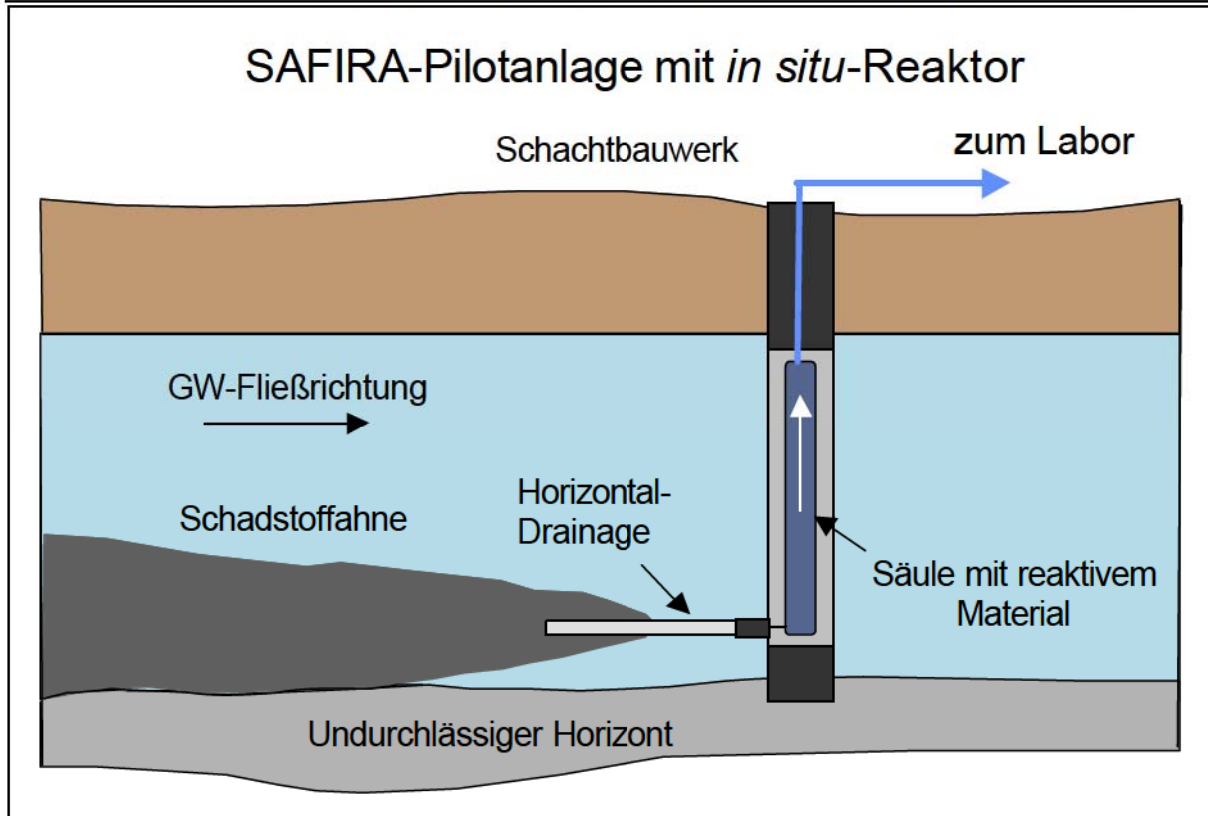 SAFIRA-Pilotanlage mit in situ-Reaktor
Schachtbauwerk
zum Labor
GW-Fließrichtung
Schadstoffahne
Horizontal-
Drainage
Säule mit reaktivem
Material
Undurchlässiger Horizont